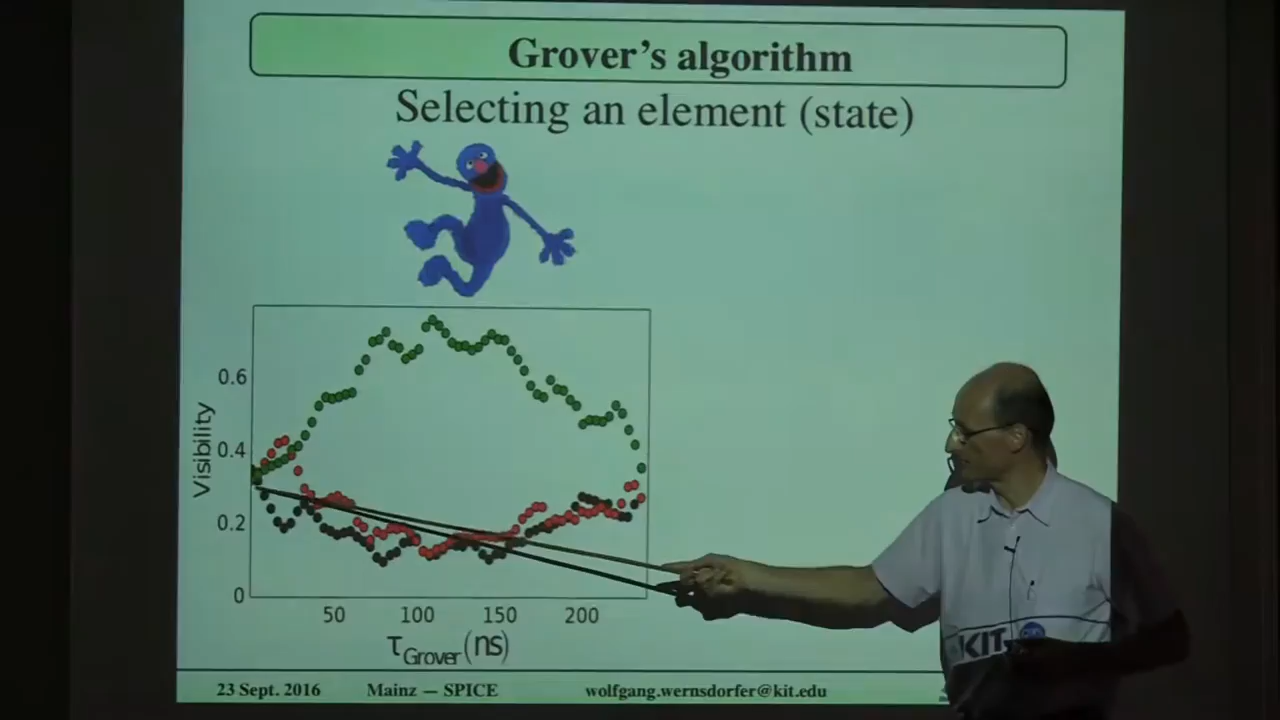 Grover's algorithm
Selecting an element (state)
0.6
0.4
0.2
0
Visibility
50 100 150 200
τGrover(ns)
23 Sept. 2016 Mainz — SPICE wolfgang.wernsdorfer@kit.edu
KIT